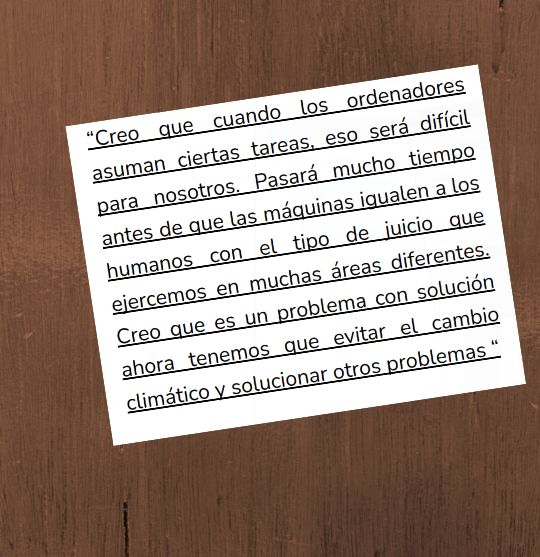 “Creo que cuando los ordenadores
asuman ciertas tareas, eso será difícil
para nosotros. Pasará mucho tiempo
antes de que las máquinas igualen a los
humanos con el tipo de juicio que
ejercemos en muchas áreas diferentes.
Creo que es un problema con solución
ahora tenemos que evitar el cambio
climático y solucionar otros problemas “